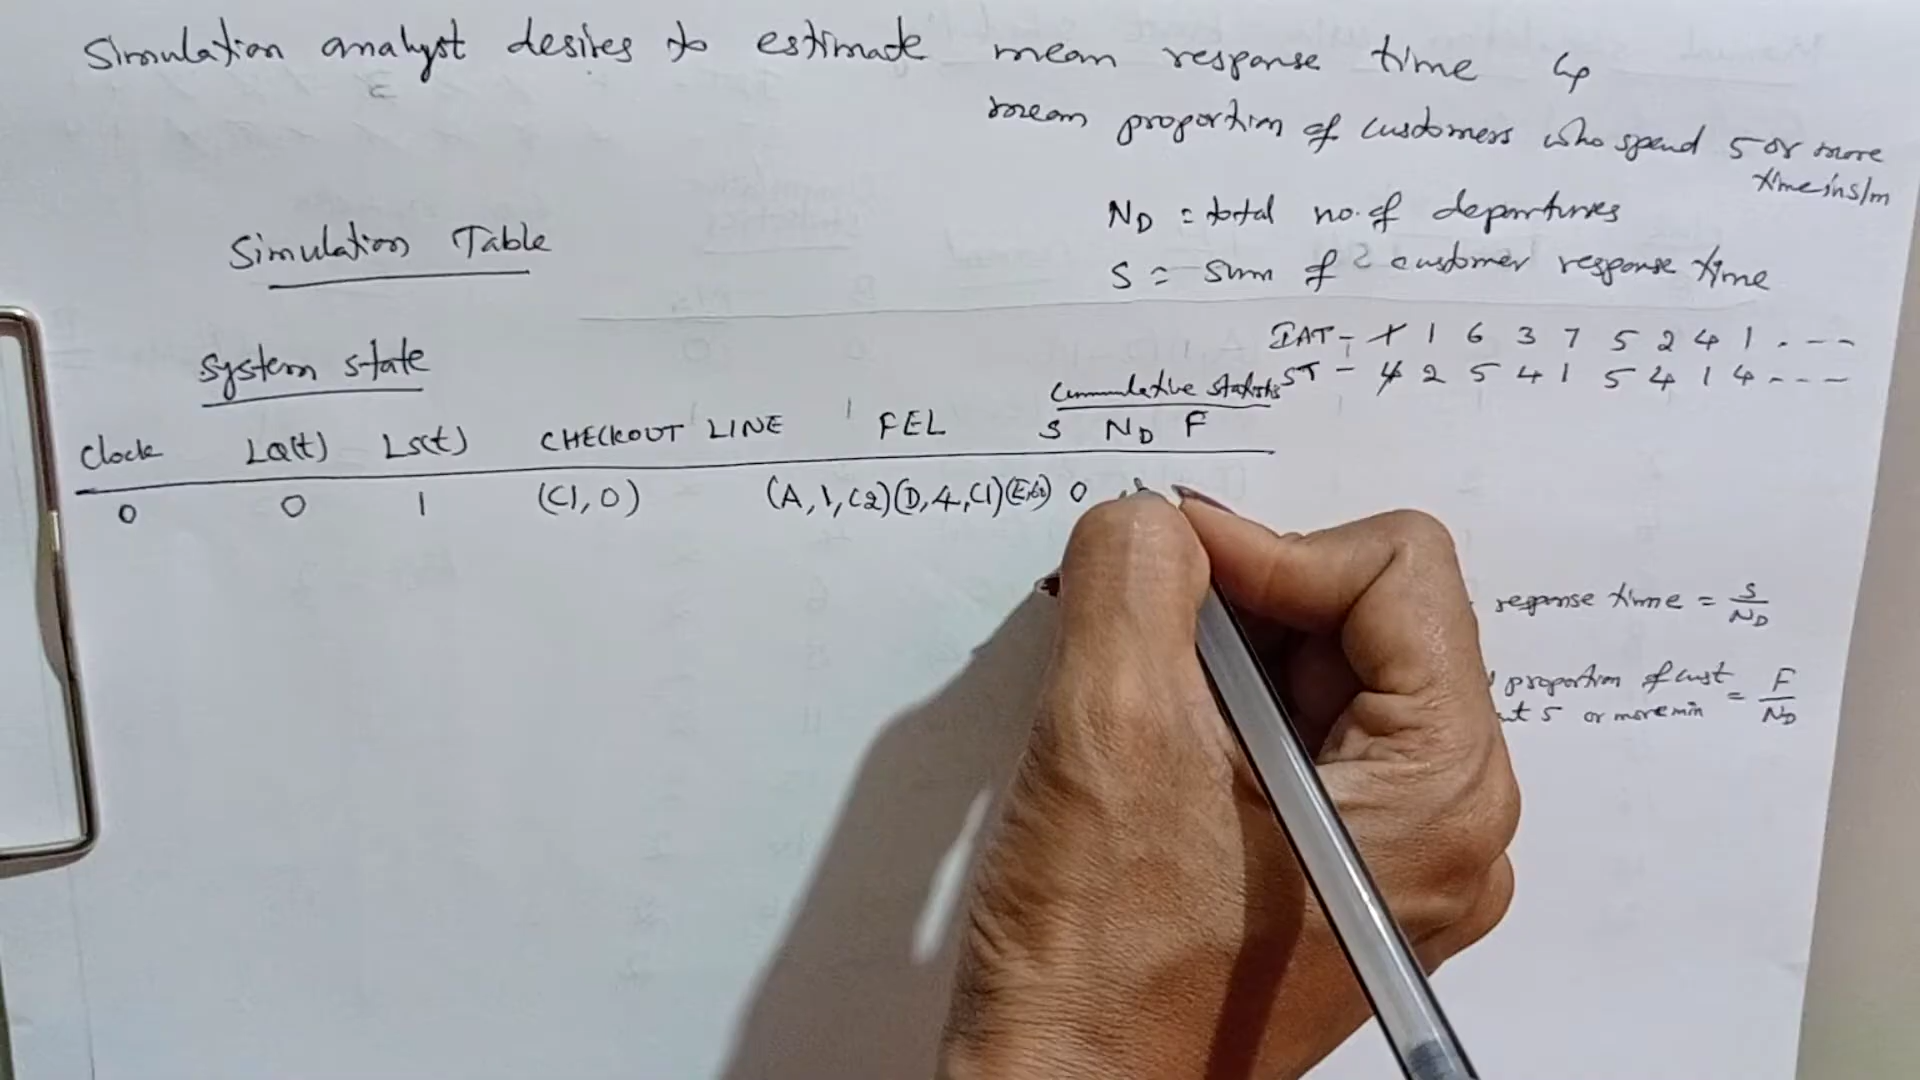 Simulation analyst desires to estimate mean response time &
mean proportion of customers who spend 5 or more
time in s/m
ND = total no. of departures
S = sum of customer response time
Simulation Table
IAT - 1 1 6 3 7 5 2 4 1 . - - -
ST - 4 2 5 4 1 5 4 1 4 - - - -
System state
Cummulative Statistics
Clock LQ(t) LS(t) CHECKOUT LINE FEL S ND F
0 0 1 (C1, 0) (A, 1, C2) (D, 4, C1) (E, 60) 0
response time = S/ND
proportion of cust = F/ND
5 or more min